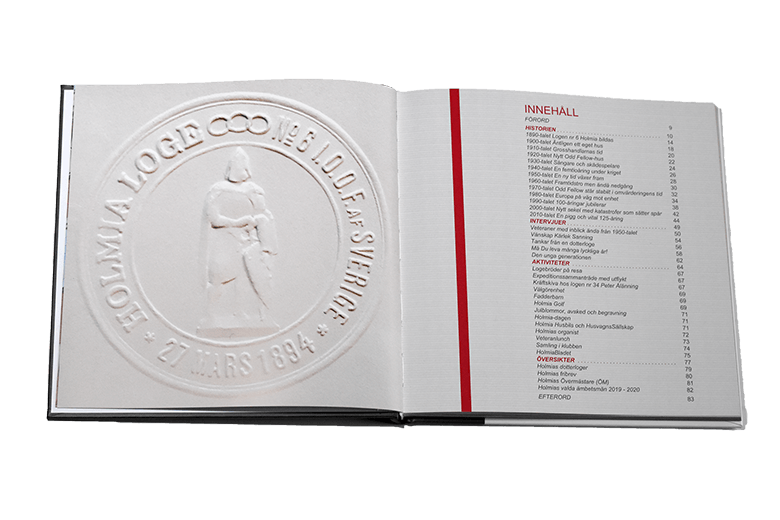 HOLMIA LOGE Nº 6 I.O.O.F. AF SVERIGE
* 27 MARS 1894 *
INNEHÅLL
FÖRORD
HISTORIEN 9
1890-talet Logen nr 6 Holmia bildas 10
1900-talet Äntligen ett eget hus 14
1910-talet Grosshandlarnas tid 18
1920-talet Nytt Odd Fellow-hus 20
1930-talet Sångare och skådespelare 22
1940-talet En femtioåring under kriget 24
1950-talet En ny tid växer fram 26
1960-talet Framtidstro men ändå nedgång 28
1970-talet Odd Fellow står stabilt i omvärderingens tid 30
1980-talet Europa på väg mot enhet 32
1990-talet 100-åringar jubilerar 34
2000-talet Nytt sekel med katastrofer som sätter spår 38
2010-talet En pigg och vital 125-åring 42
INTERVJUER 44
Veteraner med inblick ända från 1950-talet 49
Vänskap Kärlek Sanning 50
Tankar från en dotterloge 54
Må Du leva många lyckliga år! 56
Den unga generationen 58
AKTIVITETER 62
Logebröder på resa 64
Expeditionssammanträde med utflykt 67
Kräftskiva hos logen nr 34 Peter Ålänning 67
Välgörenhet 67
Fadderbarn 69
Holmia Golf 69
Julblommor, avsked och begravning 69
Holmia-dagen 71
Holmia Husbils och HusvagnsSällskap 71
Holmias organist 72
Veteranlunch 73
Samling i klubben 74
HolmiaBladet 75
ÖVERSIKTER 77
Holmias dotterloger 79
Holmias fribrev 80
Holmias Övermästare (ÖM) 81
Holmias valda ämbetsmän 2019 - 2020 82
EFTERORD 83